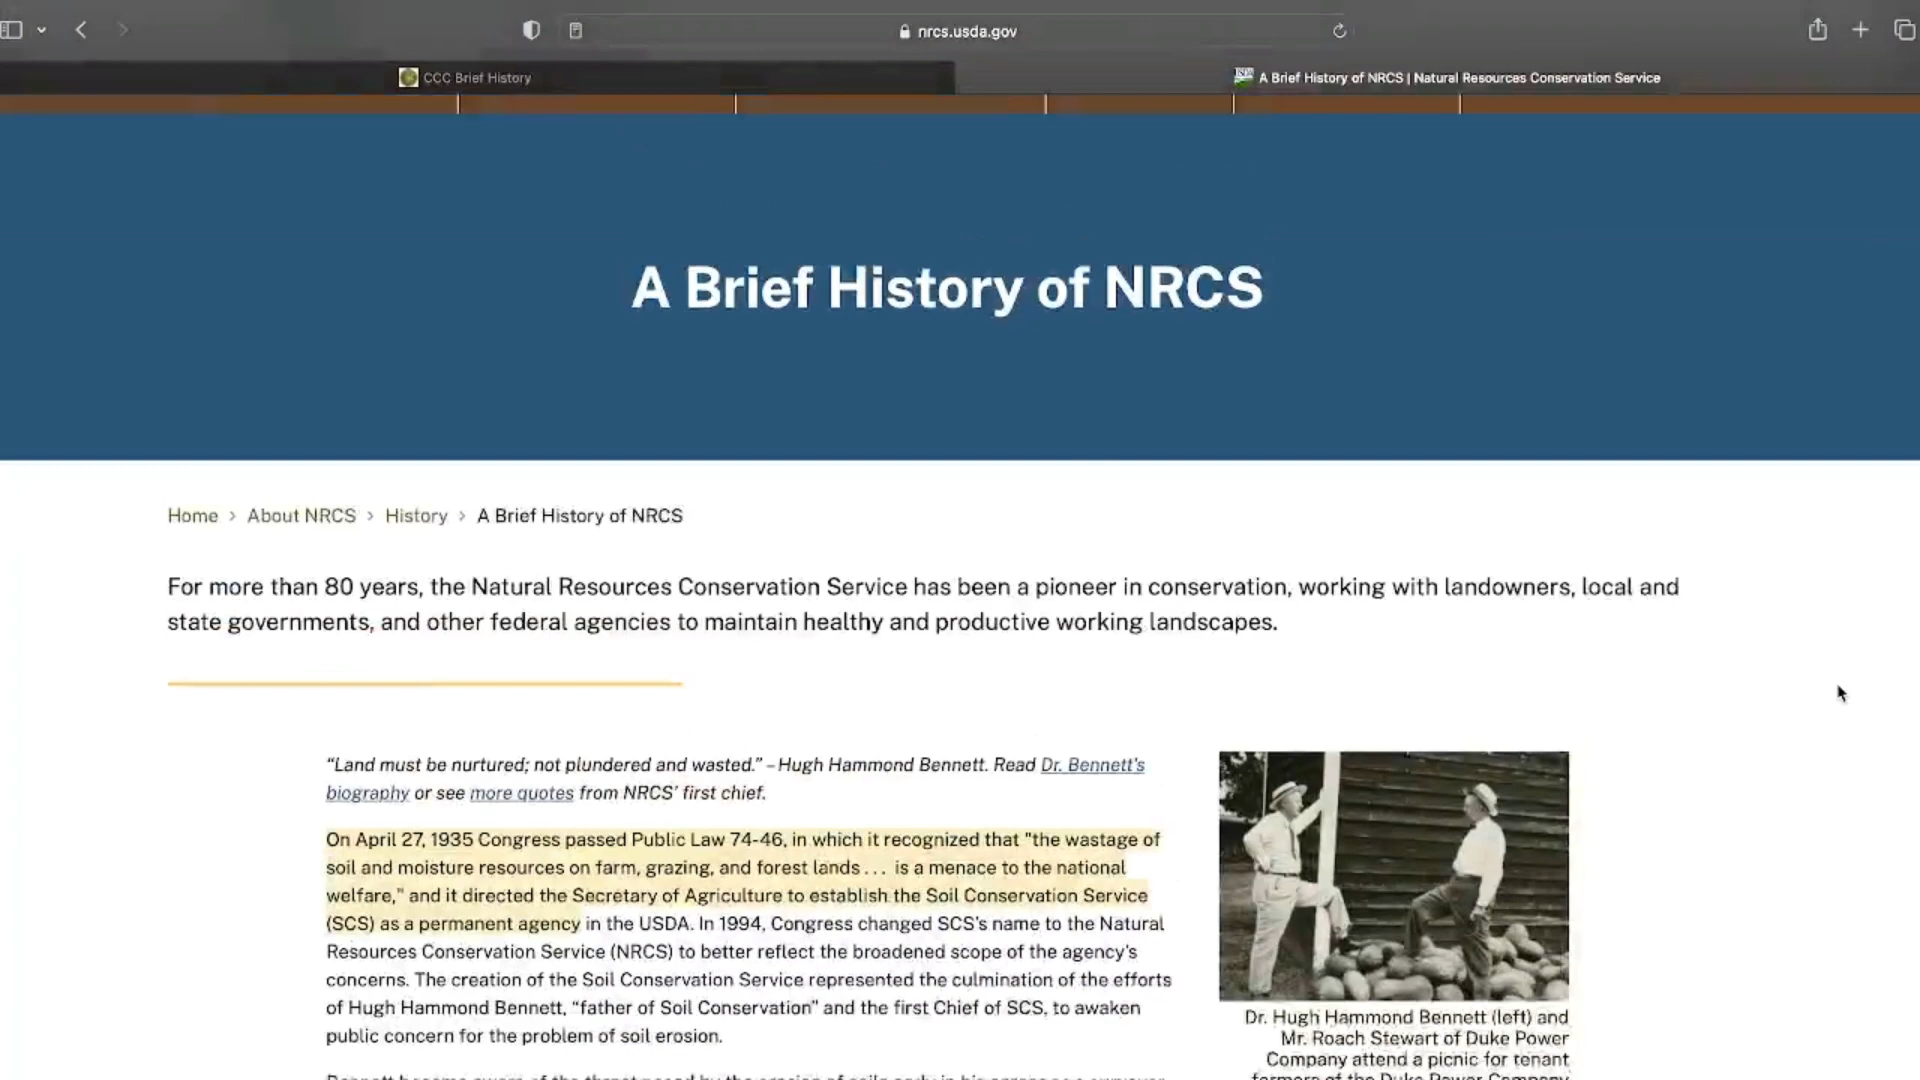 nrcs.usda.gov
CCC Brief History
A Brief History of NRCS | Natural Resources Conservation Service
A Brief History of NRCS
Home > About NRCS > History > A Brief History of NRCS
For more than 80 years, the Natural Resources Conservation Service has been a pioneer in conservation, working with landowners, local and
state governments, and other federal agencies to maintain healthy and productive working landscapes.
“Land must be nurtured; not plundered and wasted.” – Hugh Hammond Bennett. Read Dr. Bennett's
biography or see more quotes from NRCS’ first chief.
On April 27, 1935 Congress passed Public Law 74-46, in which it recognized that "the wastage of
soil and moisture resources on farm, grazing, and forest lands . . . is a menace to the national
welfare," and it directed the Secretary of Agriculture to establish the Soil Conservation Service
(SCS) as a permanent agency in the USDA. In 1994, Congress changed SCS’s name to the Natural
Resources Conservation Service (NRCS) to better reflect the broadened scope of the agency’s
concerns. The creation of the Soil Conservation Service represented the culmination of the efforts
of Hugh Hammond Bennett, “father of Soil Conservation” and the first Chief of SCS, to awaken
public concern for the problem of soil erosion.
Dr. Hugh Hammond Bennett (left) and
Mr. Roach Stewart of Duke Power
Company attend a picnic for tenant
farmers of the Duke Power Company